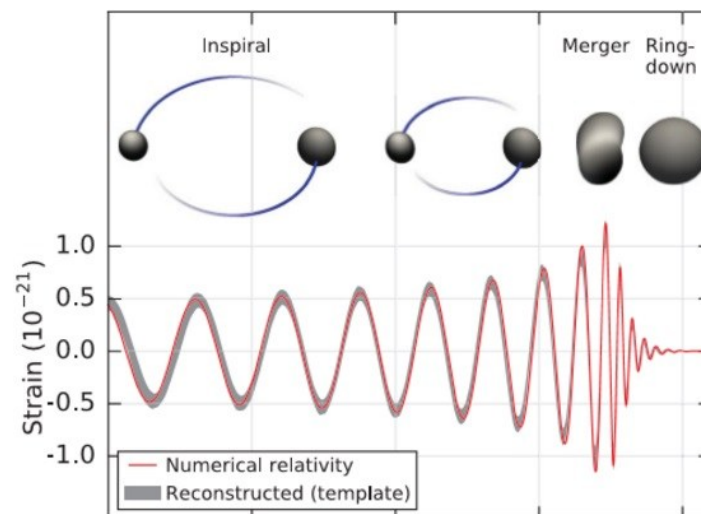 Inspiral
Merger
Ring-
down
1.0
0.5
0.0
-0.5
-1.0
Strain (10⁻²¹)
Numerical relativity
Reconstructed (template)